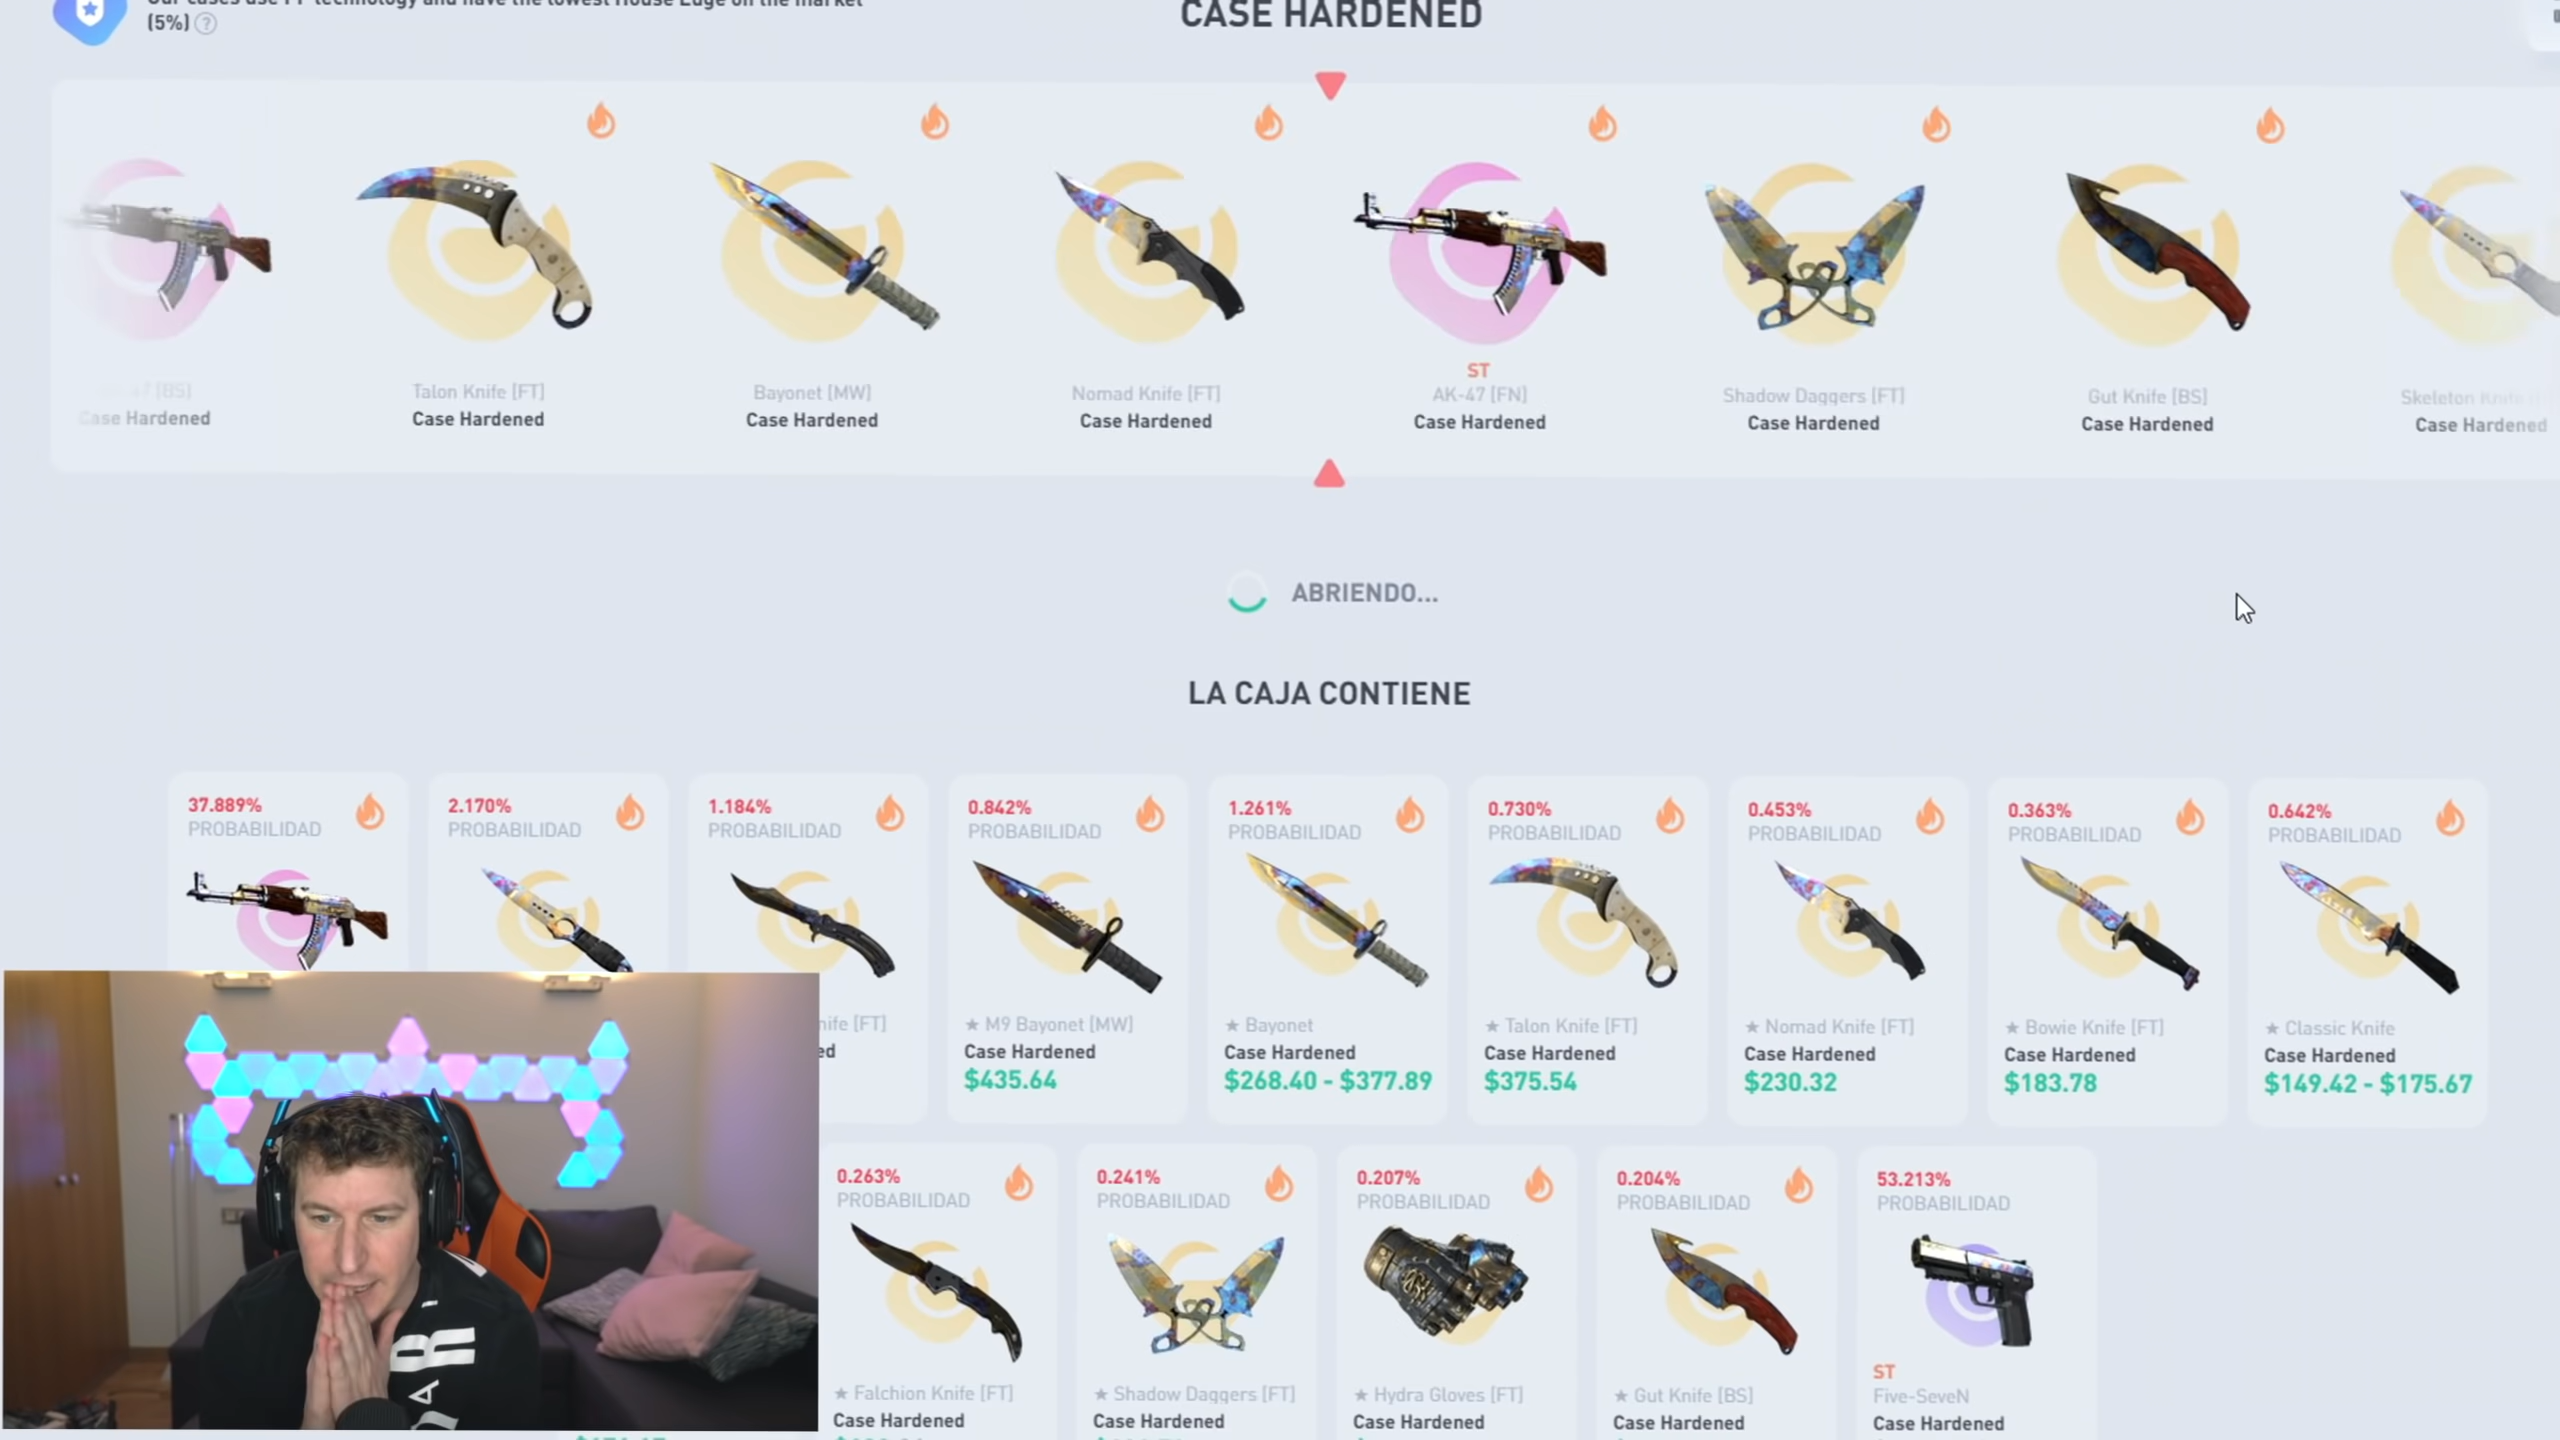 (5%)
CASE HARDENED
Talon Knife [FT]
Case Hardened
Bayonet [MW]
Case Hardened
Nomad Knife [FT]
Case Hardened
ST
AK-47 [FN]
Case Hardened
Shadow Daggers [FT]
Case Hardened
Gut Knife [BS]
Case Hardened
Skeleton Knife
Case Hardened
[BS]
Case Hardened
ABRIENDO...
LA CAJA CONTIENE
37.889%
PROBABILIDAD
2.170%
PROBABILIDAD
1.184%
PROBABILIDAD
[FT]
0.842%
PROBABILIDAD
★ M9 Bayonet [MW]
Case Hardened
$435.64
1.261%
PROBABILIDAD
★ Bayonet
Case Hardened
$268.40 - $377.89
0.730%
PROBABILIDAD
★ Talon Knife [FT]
Case Hardened
$375.54
0.453%
PROBABILIDAD
★ Nomad Knife [FT]
Case Hardened
$230.32
0.363%
PROBABILIDAD
★ Bowie Knife [FT]
Case Hardened
$183.78
0.642%
PROBABILIDAD
★ Classic Knife
Case Hardened
$149.42 - $175.67
0.263%
PROBABILIDAD
★ Falchion Knife [FT]
Case Hardened
0.241%
PROBABILIDAD
★ Shadow Daggers [FT]
Case Hardened
0.207%
PROBABILIDAD
★ Hydra Gloves [FT]
Case Hardened
0.204%
PROBABILIDAD
★ Gut Knife [BS]
Case Hardened
53.213%
PROBABILIDAD
ST
Five-SeveN
Case Hardened